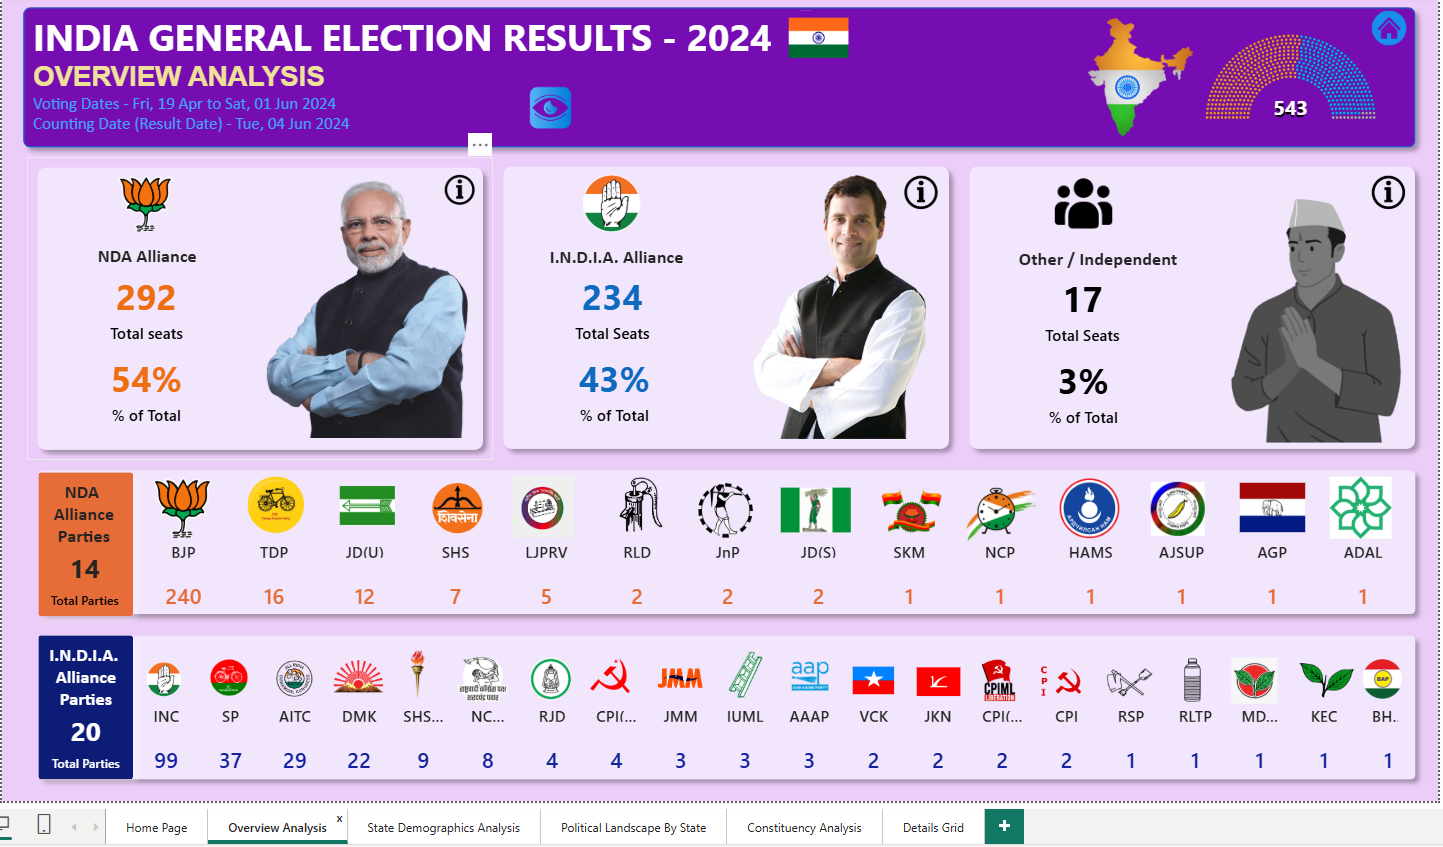 INDIA GENERAL ELECTION RESULTS - 2024
OVERVIEW ANALYSIS
Voting Dates - Fri, 19 Apr to Sat, 01 Jun 2024
Counting Date (Result Date) - Tue, 04 Jun 2024
543
...
NDA Alliance
292
Total seats
54%
% of Total
I.N.D.I.A. Alliance
234
Total Seats
43%
% of Total
Other / Independent
17
Total Seats
3%
% of Total
NDA
Alliance
Parties
14
Total Parties
शिवसेना
BJP TDP JD(U) SHS LJPRV RLD JnP JD(S) SKM NCP HAMS AJSUP AGP ADAL
240 16 12 7 5 2 2 2 1 1 1 1 1 1
I.N.D.I.A.
Alliance
Parties
20
Total Parties
JMM
aap
CPIML
LIBERATION
CPI
BAP
INC SP AITC DMK SHS... NC... RJD CPI(... JMM IUML AAAP VCK JKN CPI(... CPI RSP RLTP MD... KEC BH..
99 37 29 22 9 8 4 4 3 3 3 2 2 2 2 1 1 1 1 1
Home Page
Overview Analysis x
State Demographics Analysis
Political Landscape By State
Constituency Analysis
Details Grid
+